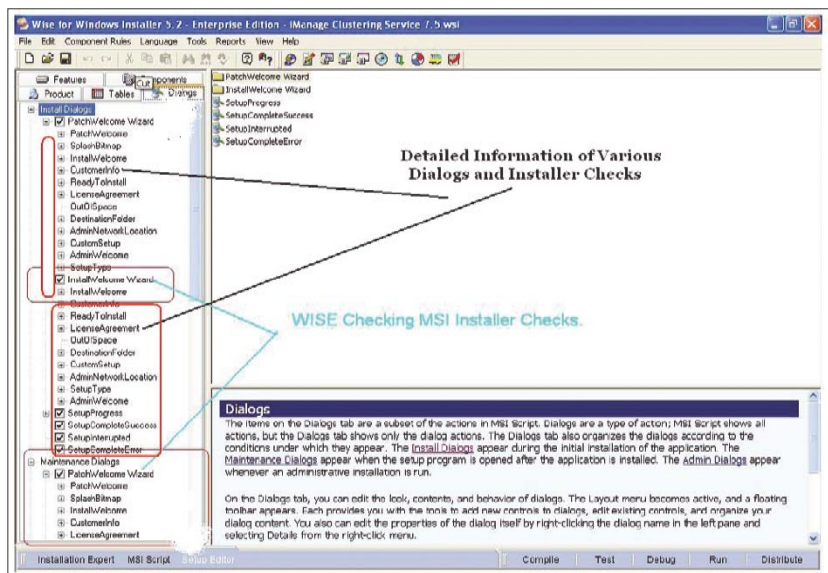 Wise for Windows Installer 5.2 - Enterprise Edition - iManage Clustering Service 7.5.wsi
File Edit Component Rules Language Tools Reports View Help
Features Components
Cut
Product Tables Dialogs
Install Dialogs
PatchWelcome Wizard
PatchWelcome
SplashBitmap
InstallWelcome
CustomerInfo
ReadyToInstall
LicenseAgreement
OutOfSpace
DestinationFolder
AdminNetworkLocation
CustomSetup
AdminWelcome
SetupType
InstallWelcome Wizard
InstallWelcome
CustomerInfo
ReadyToInstall
LicenseAgreement
OutOfSpace
DestinationFolder
CustomSetup
AdminNetworkLocation
SetupType
AdminWelcome
SetupProgress
SetupCompleteSuccess
SetupInterrupted
SetupCompleteError
Maintenance Dialogs
PatchWelcome Wizard
PatchWelcome
SplashBitmap
InstallWelcome
CustomerInfo
LicenseAgreement
PatchWelcome Wizard
InstallWelcome Wizard
SetupProgress
SetupCompleteSuccess
SetupInterrupted
SetupCompleteError
Detailed Information of Various
Dialogs and Installer Checks
WISE Checking MSI Installer Checks.
Dialogs
The items on the Dialogs tab are a subset of the actions in MSI Script. Dialogs are a type of action; MSI Script shows all
actions, but the Dialogs tab shows only the dialog actions. The Dialogs tab also organizes the dialogs according to the
conditions under which they appear. The Install Dialogs appear during the initial installation of the application. The
Maintenance Dialogs appear when the setup program is opened after the application is installed. The Admin Dialogs appear
whenever an administrative installation is run.
On the Dialogs tab, you can edit the look, contents, and behavior of dialogs. The Layout menu becomes active, and a floating
toolbar appears. Each provides you with the tools to add new controls to dialogs, edit existing controls, and organize your
dialog content. You also can edit the properties of the dialog itself by right-clicking the dialog name in the left pane and
selecting Details from the right-click menu.
Installation Expert MSI Script Setup Editor Compile Test Debug Run Distribute